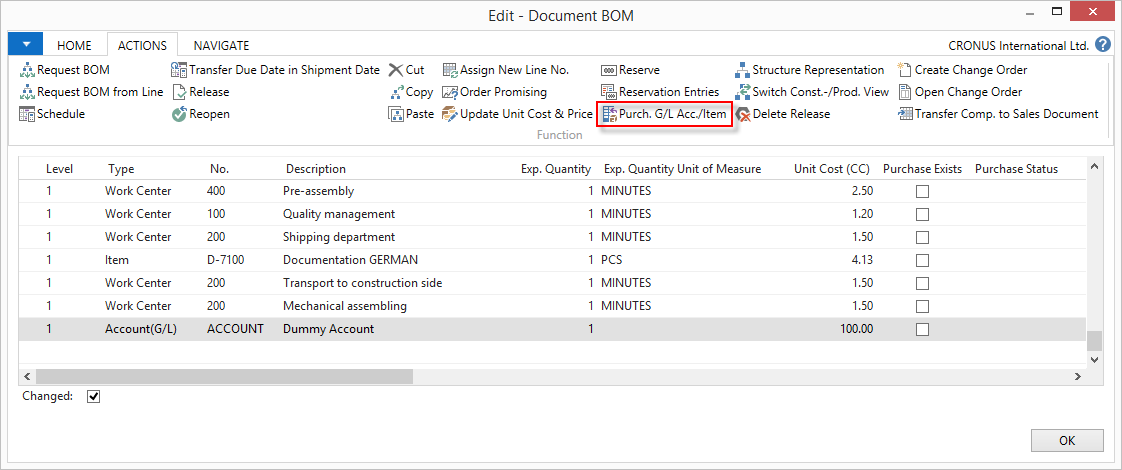 Edit - Document BOM
HOME ACTIONS NAVIGATE CRONUS International Ltd. ?
Request BOM Transfer Due Date in Shipment Date Cut Assign New Line No. Reserve Structure Representation Create Change Order
Request BOM from Line Release Copy Order Promising Reservation Entries Switch Const.-/Prod. View Open Change Order
Schedule Reopen Paste Update Unit Cost & Price Purch. G/L Acc./Item Delete Release Transfer Comp. to Sales Document
Function
Level Type No. Description Exp. Quantity Exp. Quantity Unit of Measure Unit Cost (CC) Purchase Exists Purchase Status
1 Work Center 400 Pre-assembly 1 MINUTES 2.50
1 Work Center 100 Quality management 1 MINUTES 1.20
1 Work Center 200 Shipping department 1 MINUTES 1.50
1 Item D-7100 Documentation GERMAN 1 PCS 4.13
1 Work Center 200 Transport to construction side 1 MINUTES 1.50
1 Work Center 200 Mechanical assembling 1 MINUTES 1.50
1 Account(G/L) ACCOUNT Dummy Account 1 100.00
Changed:
OK